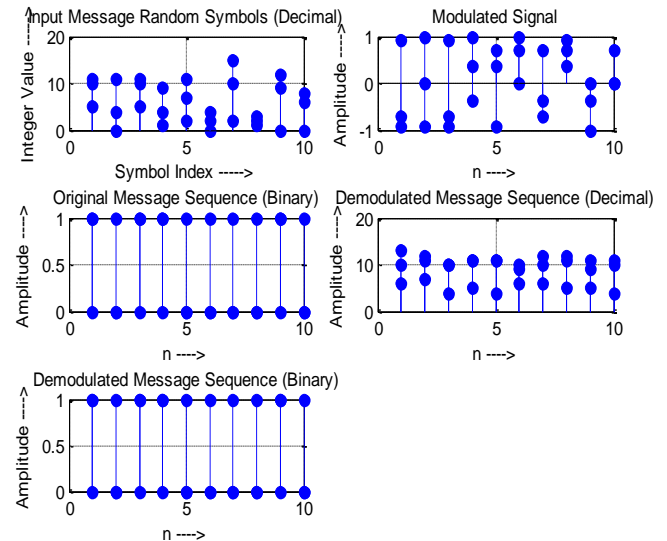 Input Message Random Symbols (Decimal)
Integer Value ---->
20
10
0
0 5 10
Symbol Index ----->
Modulated Signal
Amplitude ---->
1
0
-1
0 5 10
n ---->
Original Message Sequence (Binary)
Amplitude ---->
1
0.5
0
0 5 10
n ---->
Demodulated Message Sequence (Decimal)
Amplitude ---->
20
10
0
0 5 10
n ---->
Demodulated Message Sequence (Binary)
Amplitude ---->
1
0.5
0
0 5 10
n ---->